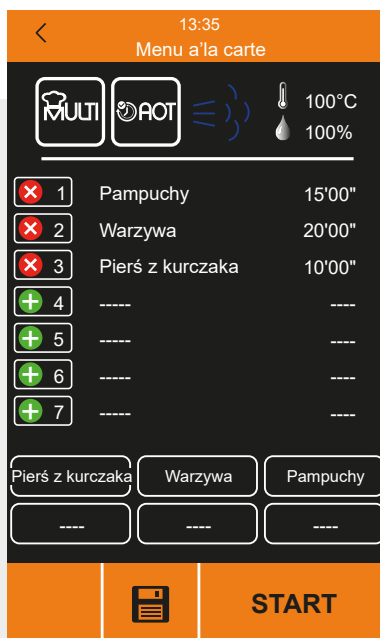 13:35
Menu a'la carte
MULTI AOT 100°C
100%
1 Pampuchy 15'00"
2 Warzywa 20'00"
3 Pierś z kurczaka 10'00"
4 ----- ----
5 ----- ----
6 ----- ----
7 ----- ----
Pierś z kurczaka Warzywa Pampuchy
---- ---- ----
START